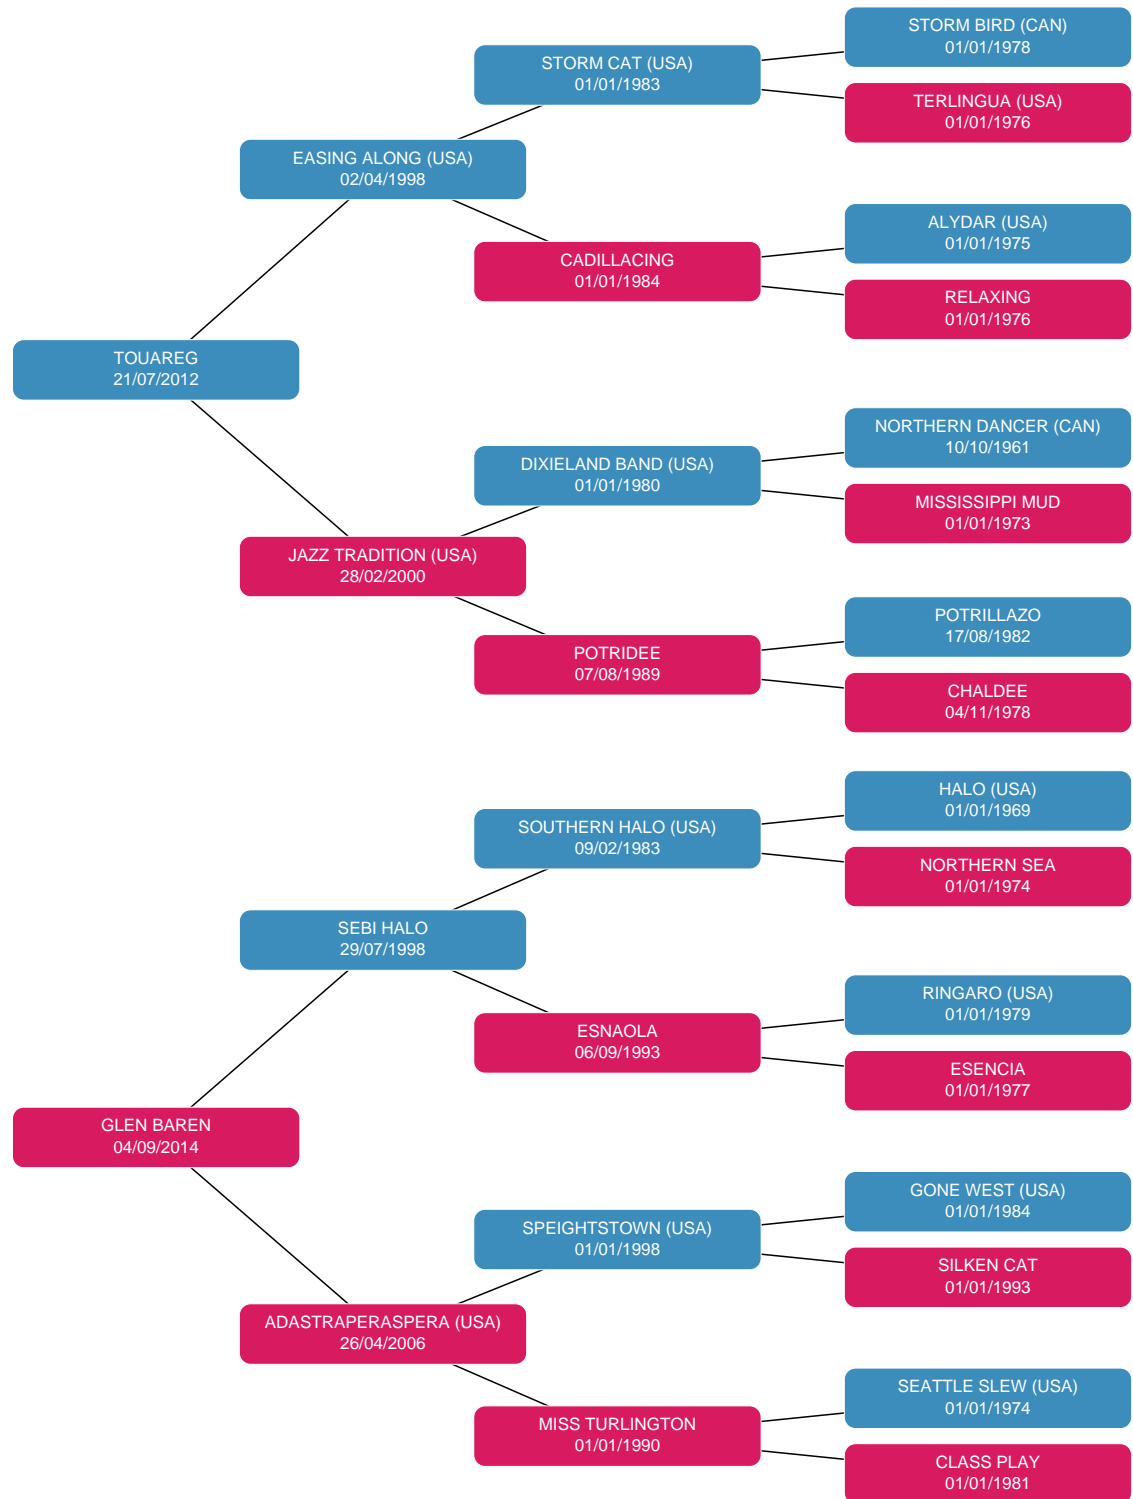 STORM BIRD (CAN)
01/01/1978
STORM CAT (USA)
01/01/1983
TERLINGUA (USA)
01/01/1976
EASING ALONG (USA)
02/04/1998
ALYDAR (USA)
01/01/1975
CADILLACING
01/01/1984
RELAXING
01/01/1976
TOUAREG
21/07/2012
NORTHERN DANCER (CAN)
10/10/1961
DIXIELAND BAND (USA)
01/01/1980
MISSISSIPPI MUD
01/01/1973
JAZZ TRADITION (USA)
28/02/2000
POTRILLAZO
17/08/1982
POTRIDEE
07/08/1989
CHALDEE
04/11/1978
HALO (USA)
01/01/1969
SOUTHERN HALO (USA)
09/02/1983
NORTHERN SEA
01/01/1974
SEBI HALO
29/07/1998
RINGARO (USA)
01/01/1979
ESNAOLA
06/09/1993
ESENCIA
01/01/1977
GLEN BAREN
04/09/2014
GONE WEST (USA)
01/01/1984
SPEIGHTSTOWN (USA)
01/01/1998
SILKEN CAT
01/01/1993
ADASTRAPERASPERA (USA)
26/04/2006
SEATTLE SLEW (USA)
01/01/1974
MISS TURLINGTON
01/01/1990
CLASS PLAY
01/01/1981